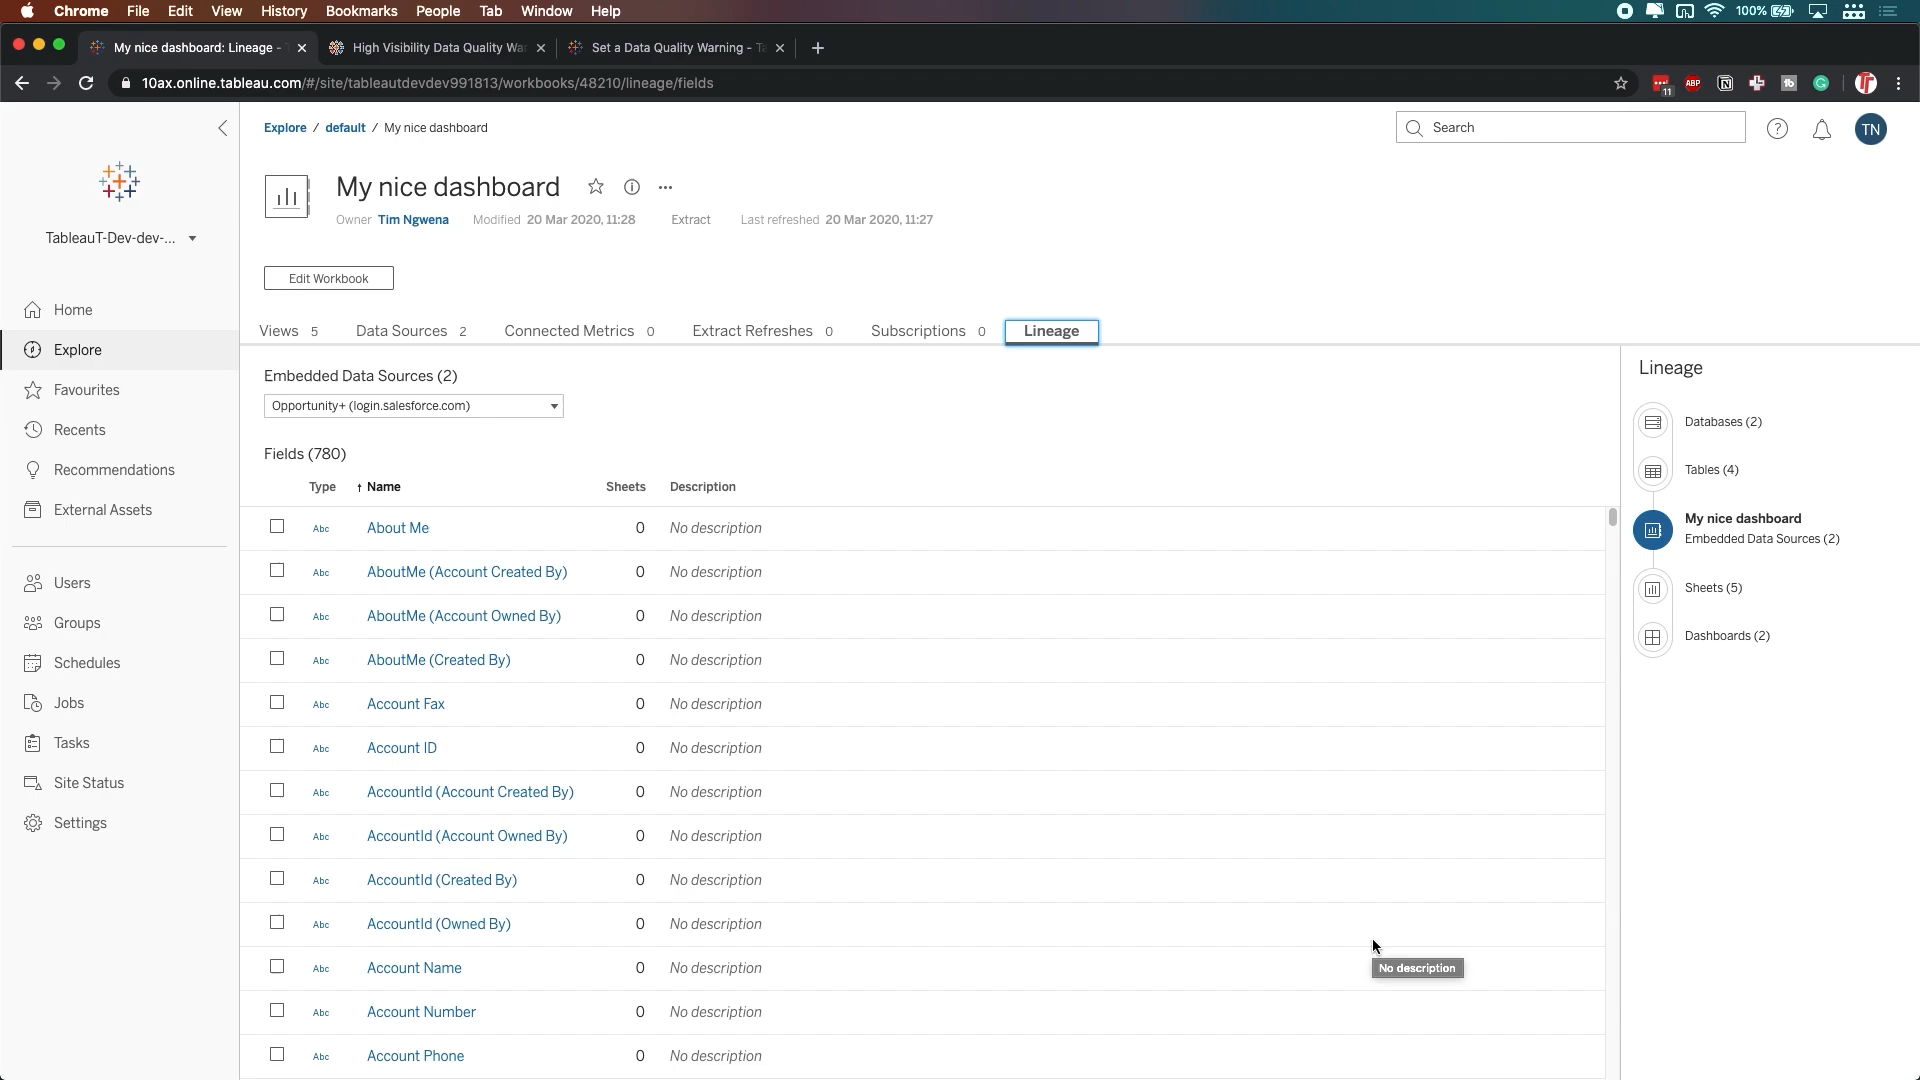 Chrome File Edit View History Bookmarks People Tab Window Help 100%
My nice dashboard: Lineage - High Visibility Data Quality Wa Set a Data Quality Warning - Ta
10ax.online.tableau.com/#/site/tableautdevdev991813/workbooks/48210/lineage/fields
11 ABP
Explore / default / My nice dashboard
Search
? TN
TableauT-Dev-dev-...
Home
Explore
Favourites
Recents
Recommendations
External Assets
Users
Groups
Schedules
Jobs
Tasks
Site Status
Settings
My nice dashboard
Owner Tim Ngwena Modified 20 Mar 2020, 11:28 Extract Last refreshed 20 Mar 2020, 11:27
Edit Workbook
Views 5 Data Sources 2 Connected Metrics 0 Extract Refreshes 0 Subscriptions 0 Lineage
Embedded Data Sources (2)
Opportunity+ (login.salesforce.com)
Fields (780)
Type ↑ Name Sheets Description
Abc About Me 0 No description
Abc AboutMe (Account Created By) 0 No description
Abc AboutMe (Account Owned By) 0 No description
Abc AboutMe (Created By) 0 No description
Abc Account Fax 0 No description
Abc Account ID 0 No description
Abc AccountId (Account Created By) 0 No description
Abc AccountId (Account Owned By) 0 No description
Abc AccountId (Created By) 0 No description
Abc AccountId (Owned By) 0 No description
Abc Account Name 0 No description
Abc Account Number 0 No description
Abc Account Phone 0 No description
No description
Lineage
Databases (2)
Tables (4)
My nice dashboard
Embedded Data Sources (2)
Sheets (5)
Dashboards (2)